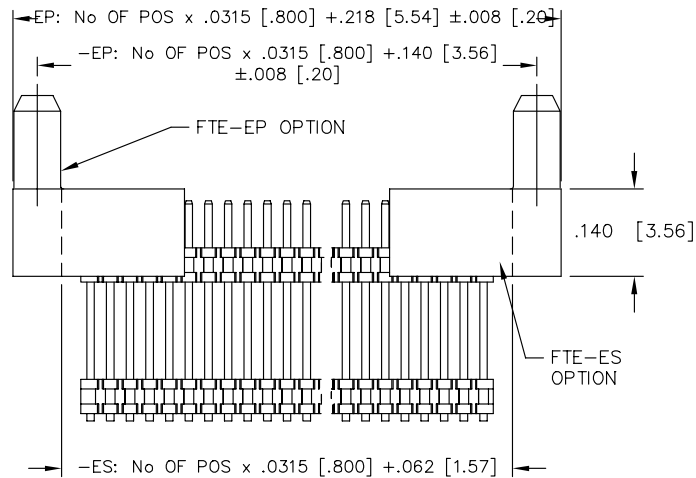 -EP: No OF POS x .0315 [.800] +.218 [5.54] ±.008 [.20]
-EP: No OF POS x .0315 [.800] +.140 [3.56]
±.008 [.20]
FTE-EP OPTION
.140 [3.56]
FTE-ES
OPTION
-ES: No OF POS x .0315 [.800] +.062 [1.57]